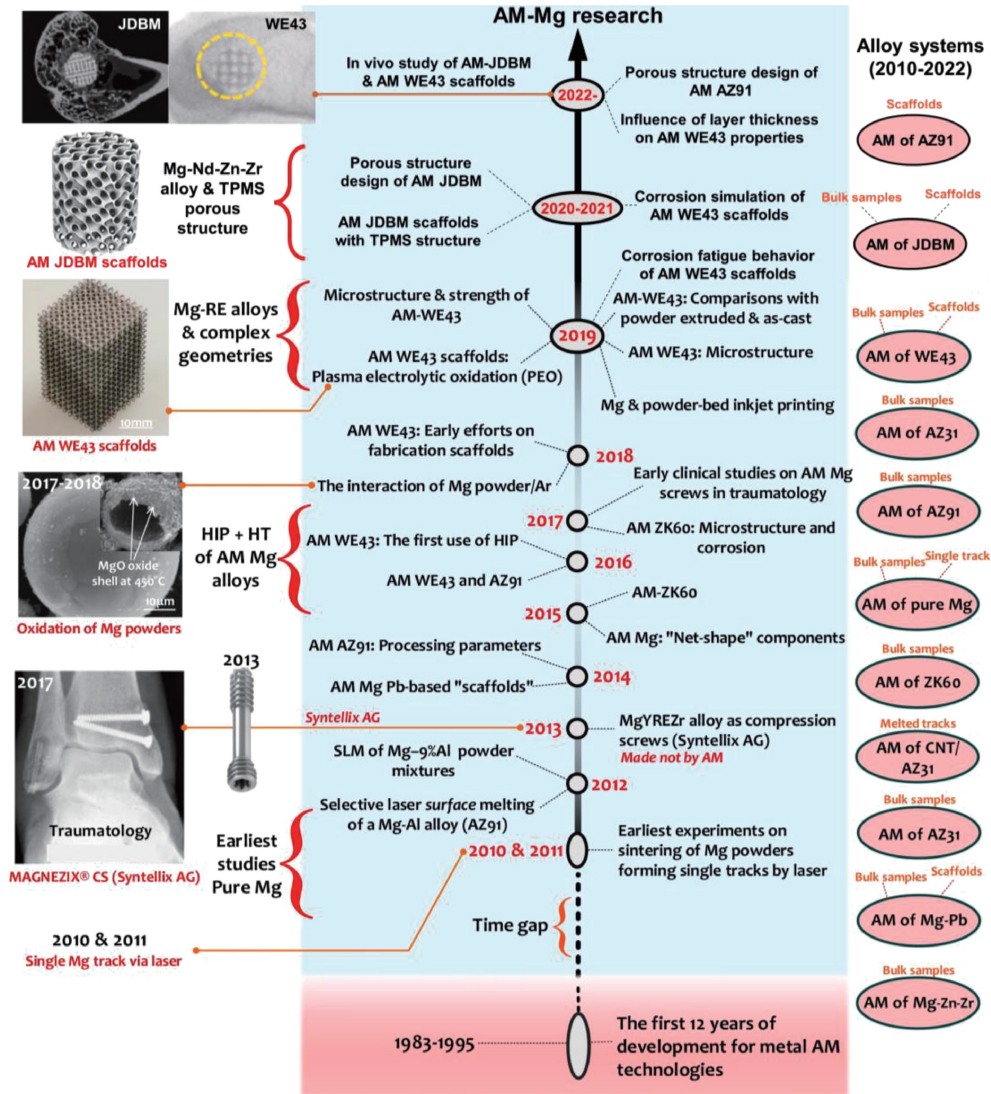 AM-Mg research
JDBM
WE43
In vivo study of AM-JDBM
& AM WE43 scaffolds
2022-
Porous structure design of
AM AZ91
Influence of layer thickness
on AM WE43 properties
Mg-Nd-Zn-Zr
alloy & TPMS
porous
structure
AM JDBM scaffolds
Porous structure
design of AM JDBM
AM JDBM scaffolds
with TPMS structure
2020-2021
Corrosion simulation of
AM WE43 scaffolds
Mg-RE alloys
& complex
geometries
10mm
AM WE43 scaffolds
Microstructure & strength of
AM-WE43
AM WE43 scaffolds:
Plasma electrolytic oxidation (PEO)
2019
Corrosion fatigue behavior
of AM WE43 scaffolds
AM-WE43: Comparisons with
powder extruded & as-cast
AM WE43: Microstructure
Mg & powder-bed inkjet printing
AM WE43: Early efforts on
fabrication scaffolds
The interaction of Mg powder/Ar
2018
2017-2018
MgO oxide
shell at 450°C
10µm
Oxidation of Mg powders
HIP + HT
of AM Mg
alloys
2017
Early clinical studies on AM Mg
screws in traumatology
AM ZK60: Microstructure and
corrosion
AM WE43: The first use of HIP
AM WE43 and AZ91
2016
2015
AM-ZK60
AM Mg: "Net-shape" components
AM AZ91: Processing parameters
AM Mg Pb-based "scaffolds"
2014
2017
Traumatology
MAGNEZIX® CS (Syntellix AG)
2013
Syntellix AG
2013
MgYREZr alloy as compression
screws (Syntellix AG)
Made not by AM
SLM of Mg–9%Al powder
mixtures
Selective laser surface melting
of a Mg-Al alloy (AZ91)
2012
Earliest
studies
Pure Mg
2010 & 2011
Earliest experiments on
sintering of Mg powders
forming single tracks by laser
2010 & 2011
Single Mg track via laser
Time gap
1983-1995
The first 12 years of
development for metal AM
technologies
Alloy systems
(2010-2022)
Scaffolds
AM of AZ91
Bulk samples
Scaffolds
AM of JDBM
Bulk samples
Scaffolds
AM of WE43
Bulk samples
AM of AZ31
Bulk samples
AM of AZ91
Bulk samples
Single track
AM of pure Mg
Bulk samples
AM of ZK60
Melted tracks
AM of CNT/
AZ31
Bulk samples
AM of AZ31
Bulk samples
Scaffolds
AM of Mg-Pb
Bulk samples
AM of Mg-Zn-Zr